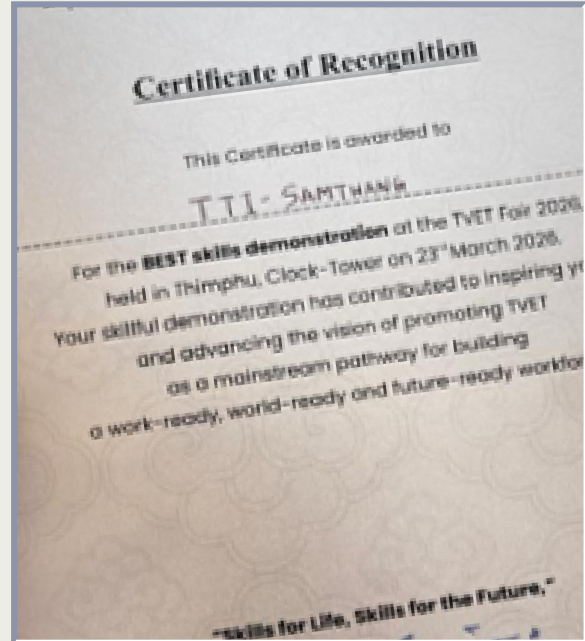 Certificate of Recognition
This Certificate is awarded to
TTI- SAMTHANG
For the BEST skills demonstration at the TVET Fair 2026,
held in Thimphu, Clock-Tower on 23rd March 2026.
Your skillful demonstration has contributed to inspiring
and advancing the vision of promoting TVET
as a mainstream pathway for building
a work-ready, world-ready and future-ready
"Skills for Life, Skills for the Future,"